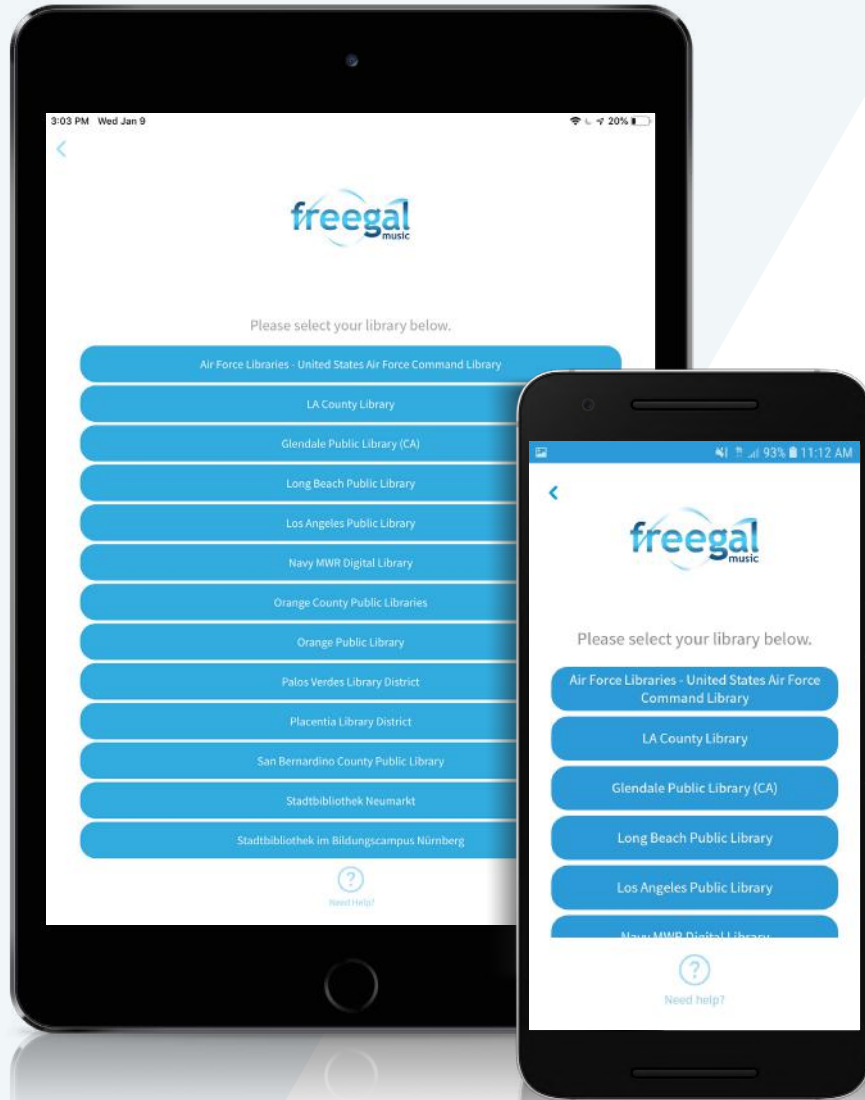 3:03 PM Wed Jan 9
20%
freegal
music
Please select your library below.
Air Force Libraries - United States Air Force Command Library
LA County Library
Glendale Public Library (CA)
Long Beach Public Library
Los Angeles Public Library
Navy MWR Digital Library
Orange County Public Libraries
Orange Public Library
Palos Verdes Library District
Placentia Library District
San Bernardino County Public Library
Stadtbibliothek Neumarkt
Stadtbibliothek im Bildungscampus Nürnberg
?
Need Help?
93% 11:12 AM
freegal
music
Please select your library below.
Air Force Libraries - United States Air Force
Command Library
LA County Library
Glendale Public Library (CA)
Long Beach Public Library
Los Angeles Public Library
Navy MWR Digital Library
?
Need help?